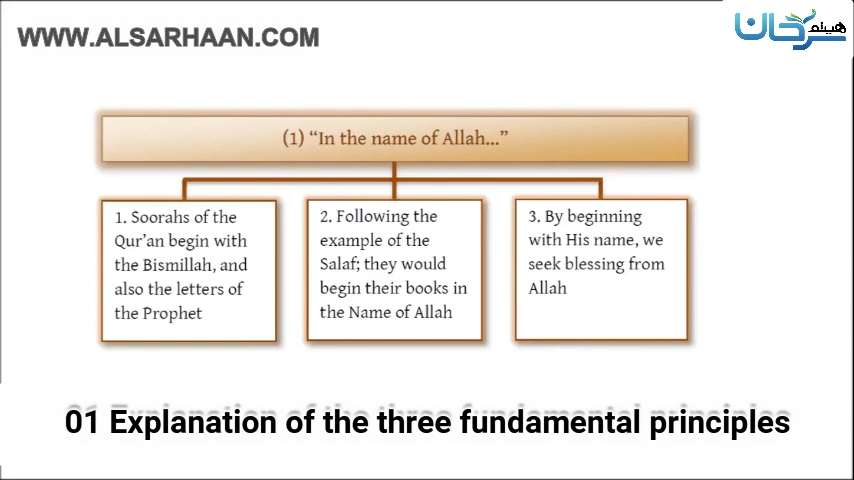 WWW.ALSARHAAN.COM
هيثم
سرحان
(1) “In the name of Allah...”
1. Soorahs of the
Qur’an begin with
the Bismillah, and
also the letters of
the Prophet
2. Following the
example of the
Salaf; they would
begin their books in
the Name of Allah
3. By beginning
with His name, we
seek blessing from
Allah
01 Explanation of the three fundamental principles